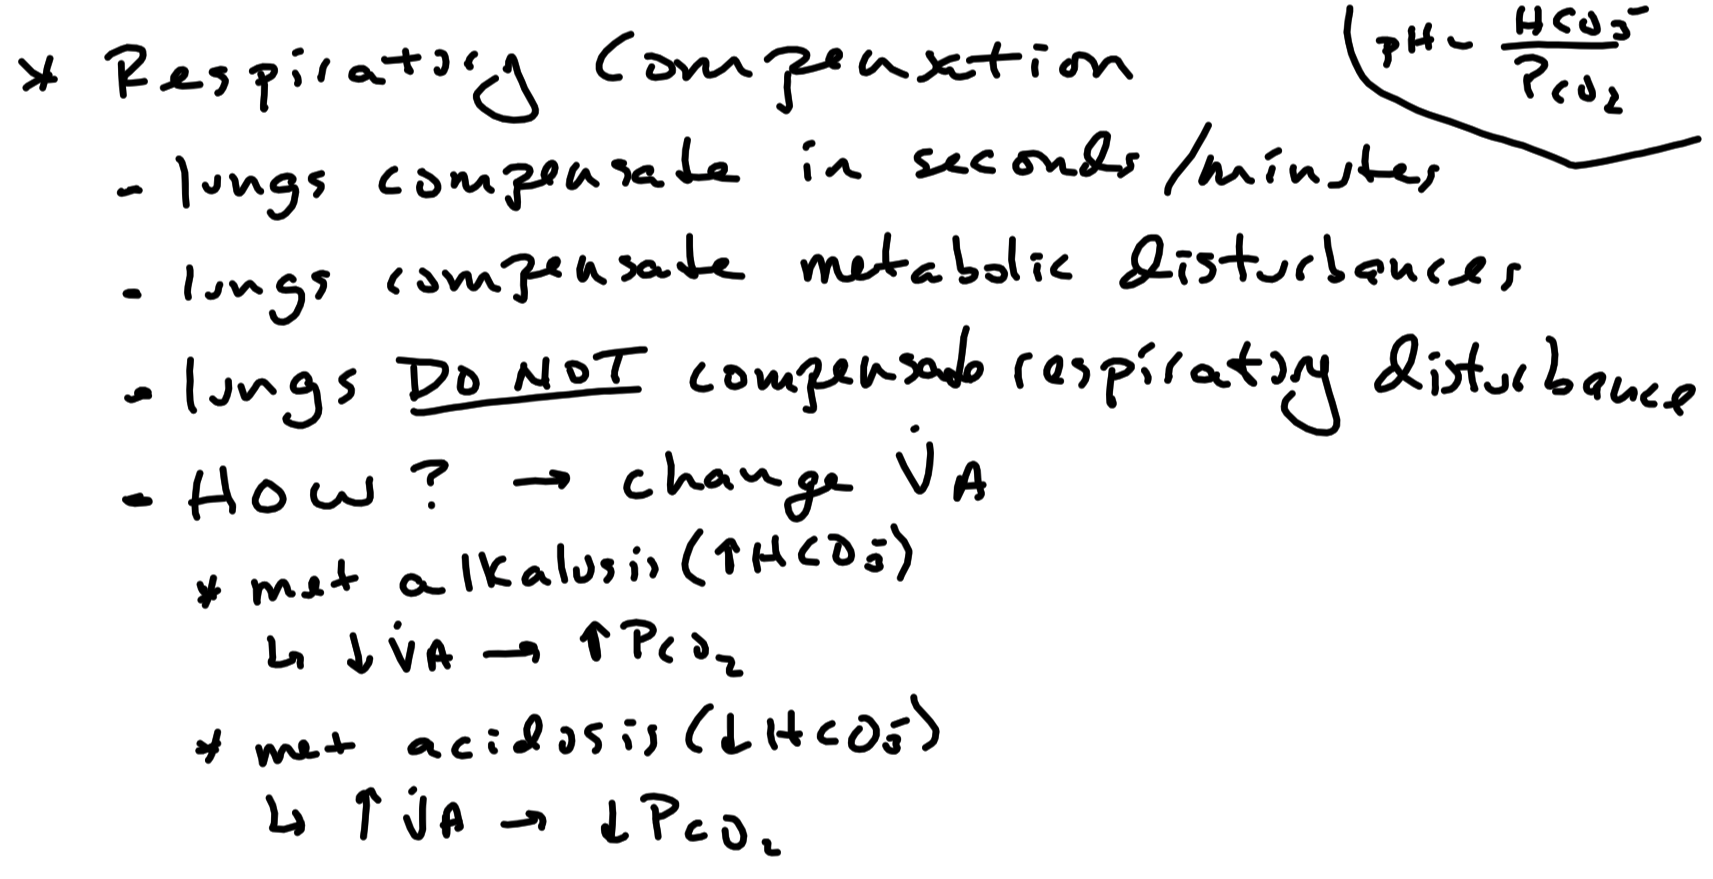 * Respiratory Compensation
pH ~ HCO3⁻ / PCO2
- lungs compensate in seconds/minutes
- lungs compensate metabolic disturbances
- lungs DO NOT compensate respiratory disturbance
- How? → change V̇A
* met alkalosis (↑HCO3⁻)
↳ ↓ V̇A → ↑ PCO2
* met acidosis (↓HCO3⁻)
↳ ↑ V̇A → ↓ PCO2